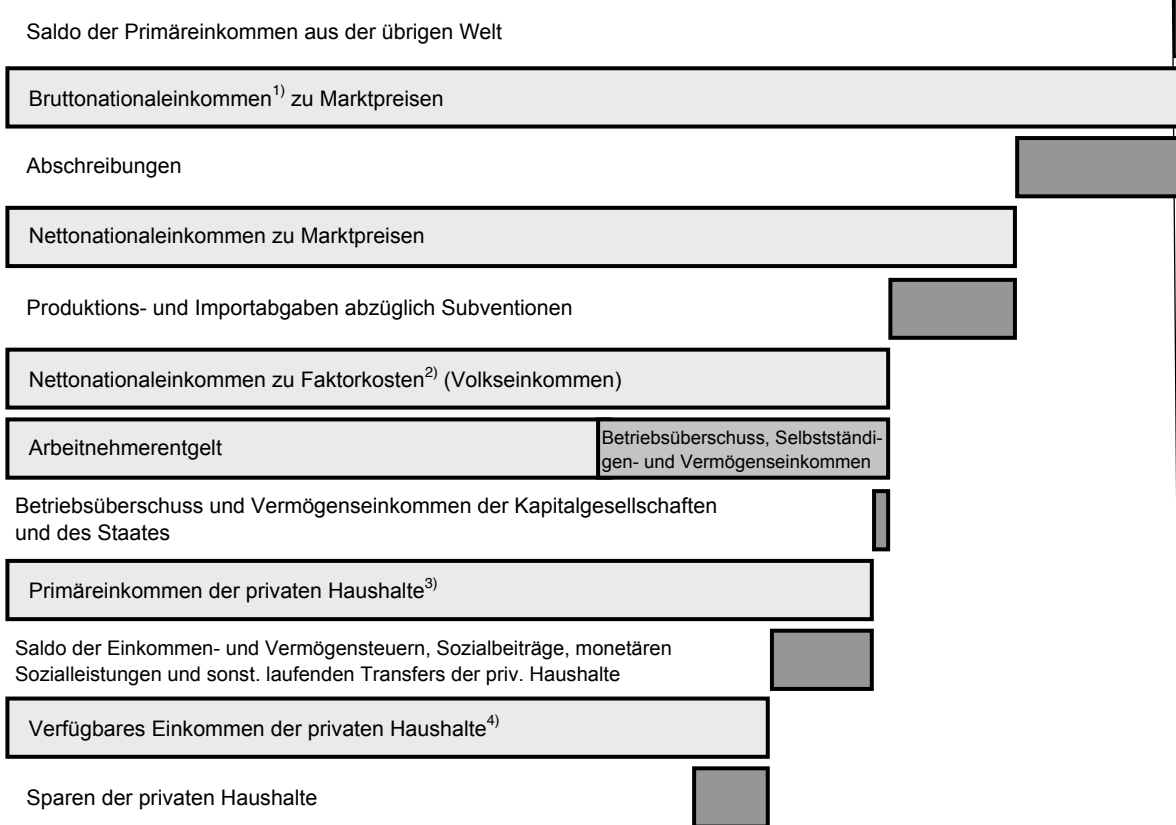 Saldo der Primäreinkommen aus der übrigen Welt
Bruttonationaleinkommen1) zu Marktpreisen
Abschreibungen
Nettonationaleinkommen zu Marktpreisen
Produktions- und Importabgaben abzüglich Subventionen
Nettonationaleinkommen zu Faktorkosten2) (Volkseinkommen)
Arbeitnehmerentgelt
Betriebsüberschuss, Selbstständi-
gen- und Vermögenseinkommen
Betriebsüberschuss und Vermögenseinkommen der Kapitalgesellschaften
und des Staates
Primäreinkommen der privaten Haushalte3)
Saldo der Einkommen- und Vermögensteuern, Sozialbeiträge, monetären
Sozialleistungen und sonst. laufenden Transfers der priv. Haushalte
Verfügbares Einkommen der privaten Haushalte4)
Sparen der privaten Haushalte